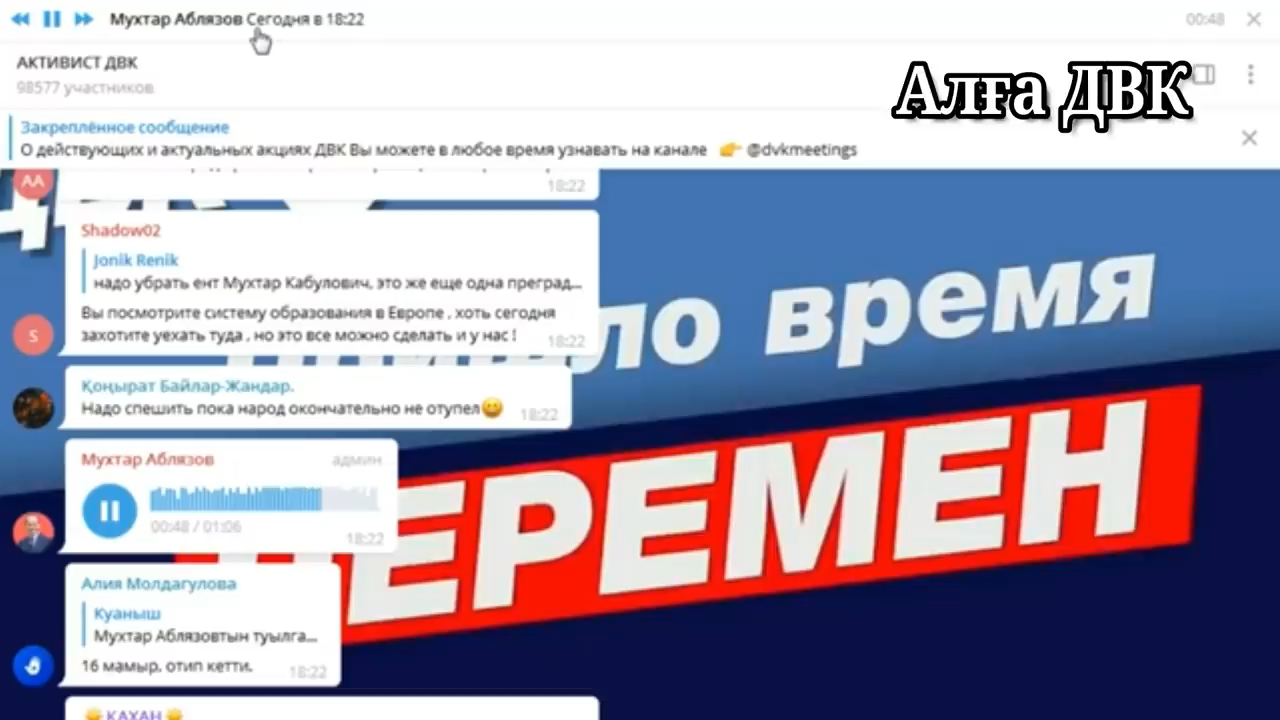 Мухтар Аблязов Сегодня в 18:22
00:48
АКТИВИСТ ДВК
98577 участников
Алға ДВК
Закреплённое сообщение
О действующих и актуальных акциях ДВК Вы можете в любое время узнавать на канале 👉 @dvkmeetings
AA
18:22
Shadow02
Jonik Renik
надо убрать ент Мухтар Кабулович, это же еще одна преград...
Вы посмотрите систему образования в Европе , хоть сегодня
захотите уехать туда , но это все можно сделать и у нас !
18:22
S
Қоңырат Байлар-Жандар.
Надо спешить пока народ окончательно не отупел😀
18:22
Мухтар Аблязов
админ
00:48 / 01:06
18:22
Алия Молдагулова
Куаныш
Мухтар Аблязовтын туылга...
16 мамыр. отип кетти.
18:22
КАХАН
ло время
ЕРЕМЕН